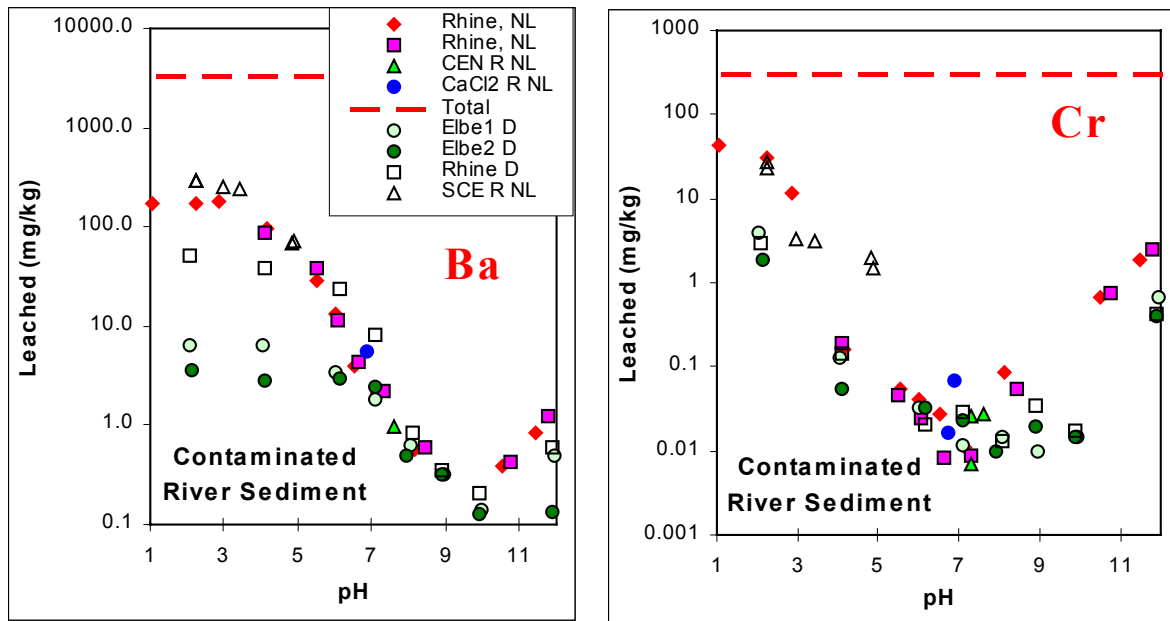 10000.0
1000.0
100.0
10.0
1.0
0.1
Leached (mg/kg)
1 3 5 7 9 11
pH
Rhine, NL
Rhine, NL
CEN R NL
CaCl2 R NL
Total
Elbe1 D
Elbe2 D
Rhine D
SCE R NL
Ba
Contaminated
River Sediment
1000
100
10
1
0.1
0.01
0.001
Leached (mg/kg)
1 3 5 7 9 11
pH
Cr
Contaminated
River Sediment